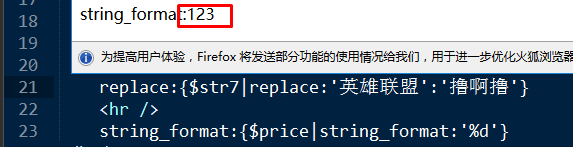 18
string_format:123
19
20
为提高用户体验，Firefox 将发送部分功能的使用情况给我们，用于进一步优化火狐浏览器
21 replace:{$str7|replace:'英雄联盟':'撸啊撸'}
22 <hr />
23 string_format:{$price|string_format:'%d'}